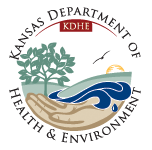 KANSAS DEPARTMENT OF
KDHE
HEALTH & ENVIRONMENT